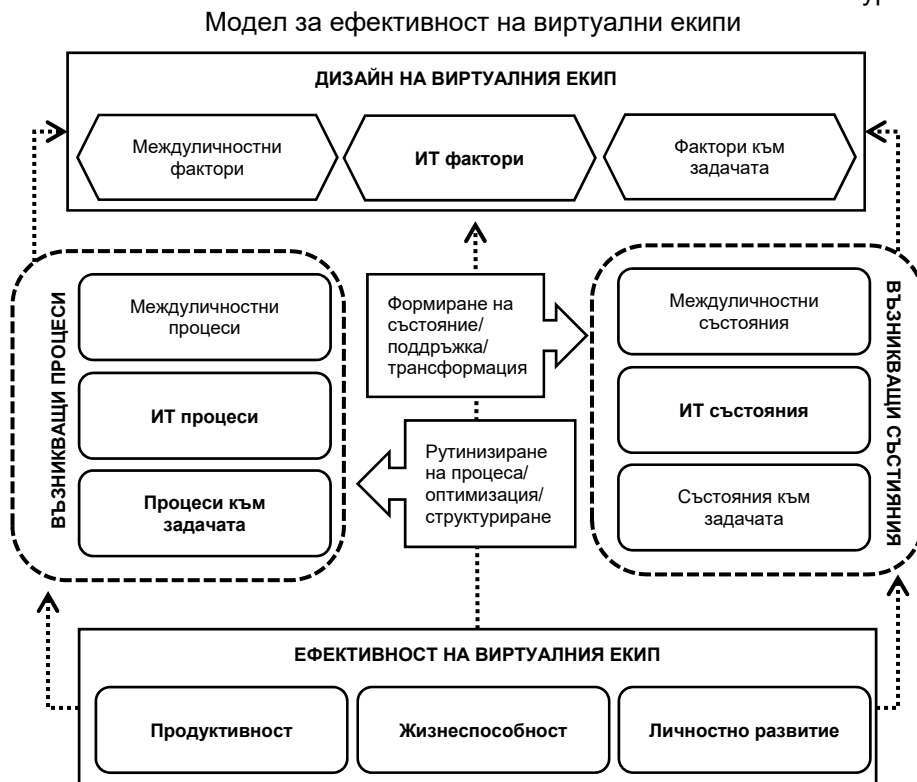 Модел за ефективност на виртуални екипи
ДИЗАЙН НА ВИРТУАЛНИЯ ЕКИП
Междуличностни
фактори
ИТ фактори
Фактори към
задачата
ВЪЗНИКВАЩИ ПРОЦЕСИ
Междуличностни
процеси
ИТ процеси
Процеси към
задачата
Формиране на
състояние/
поддръжка/
трансформация
Рутинизиране
на процеса/
оптимизация/
структуриране
Междуличностни
състояния
ИТ състояния
Състояния към
задачата
ВЪЗНИКВАЩИ СЪСТИЯНИЯ
ЕФЕКТИВНОСТ НА ВИРТУАЛНИЯ ЕКИП
Продуктивност
Жизнеспособност
Личностно развитие